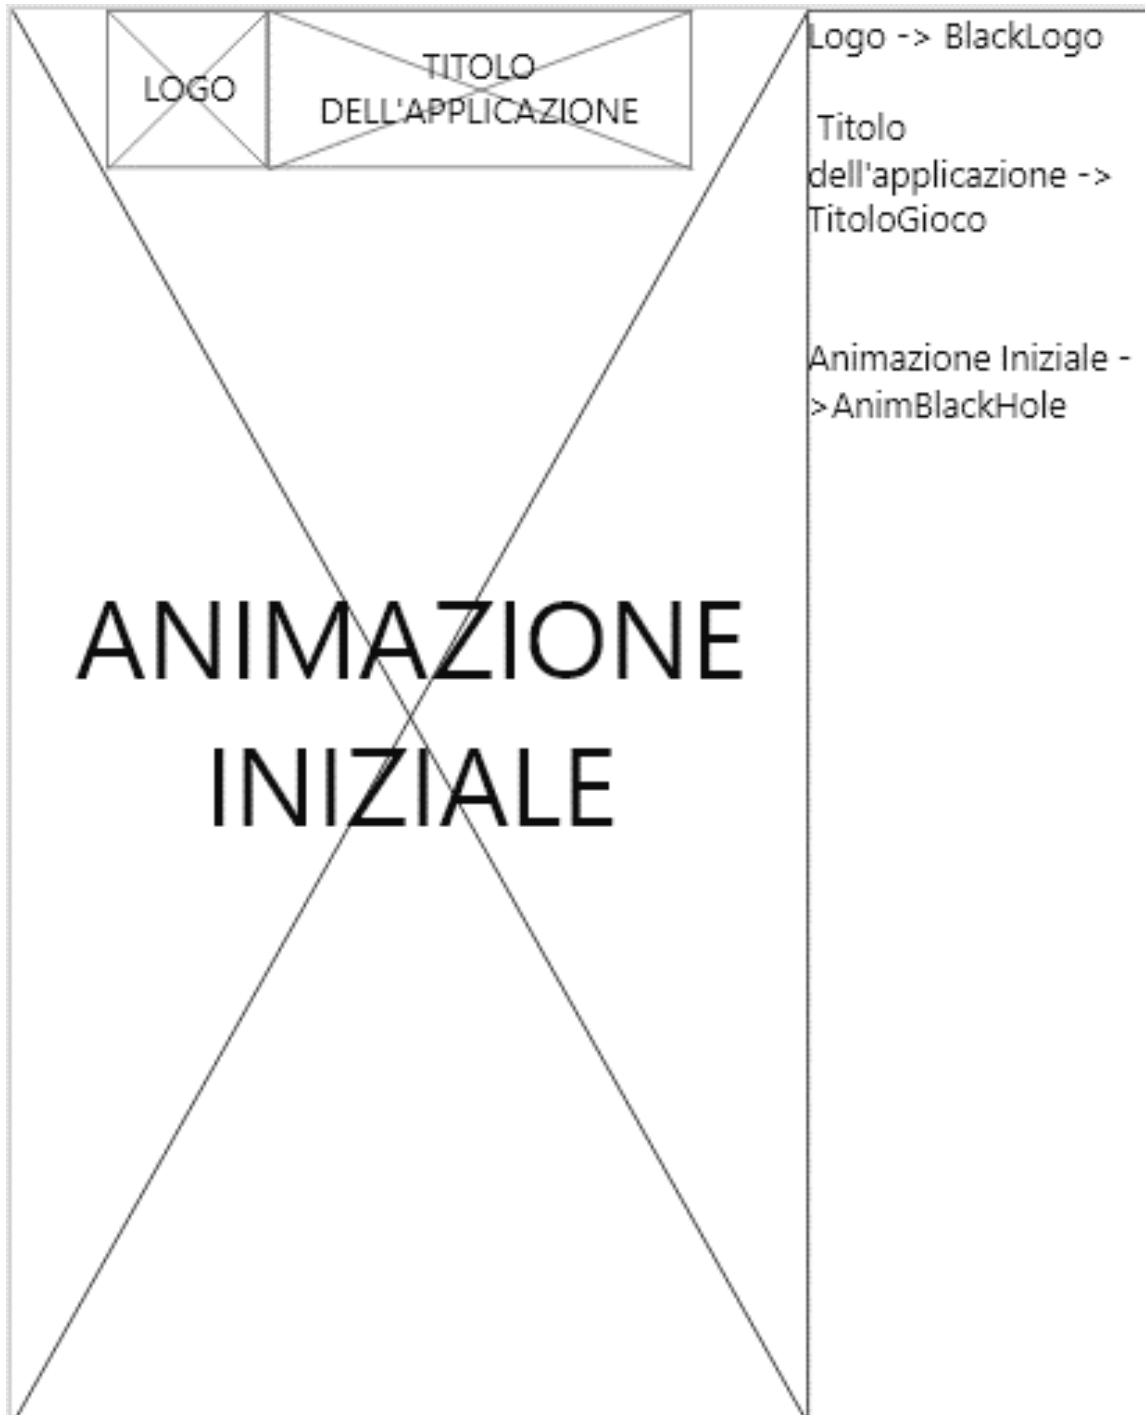 LOGO
TITOLO
DELL'APPLICAZIONE
ANIMAZIONE
INIZIALE
Logo -> BlackLogo
Titolo
dell'applicazione ->
TitoloGioco
Animazione Iniziale -
>AnimBlackHole